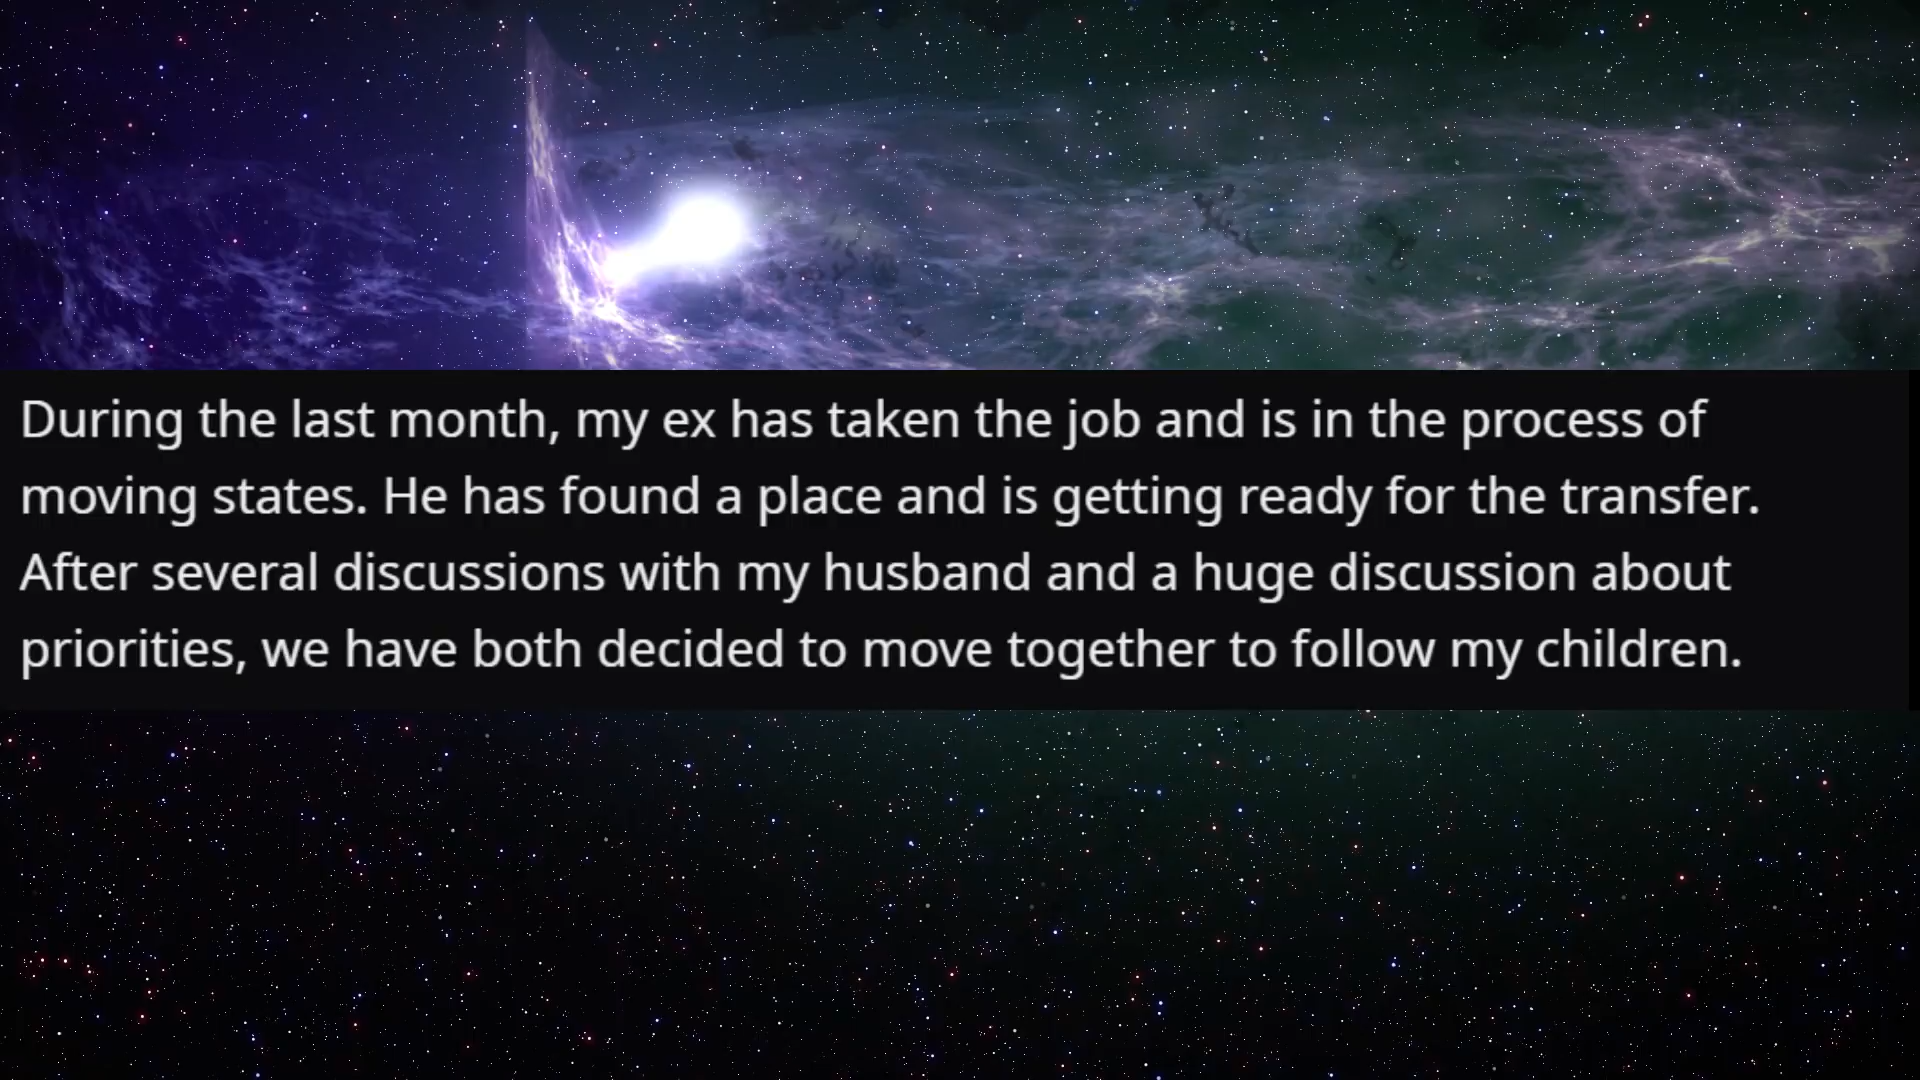 During the last month, my ex has taken the job and is in the process of
moving states. He has found a place and is getting ready for the transfer.
After several discussions with my husband and a huge discussion about
priorities, we have both decided to move together to follow my children.